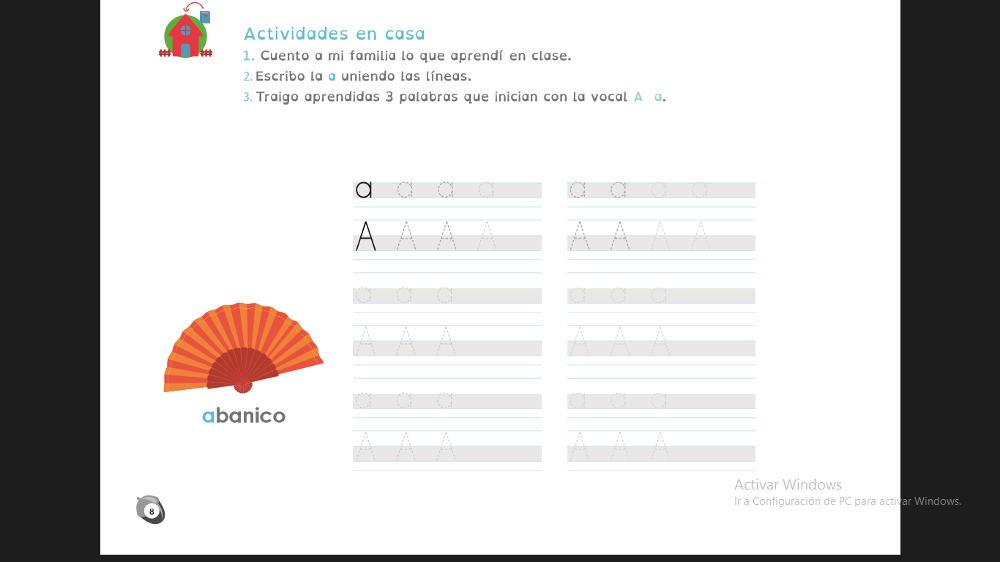 Actividades en casa
1. Cuento a mi familia lo que aprendí en clase.
2. Escribo la a uniendo las líneas.
3. Traigo aprendidas 3 palabras que inician con la vocal A a.
a a a a a a a a
A A A A A A A A
a a a a a a
A A A A A A
a a a a a a
A A A A A A
abanico
Activar Windows
Ir a Configuración de PC para activar Windows.
8